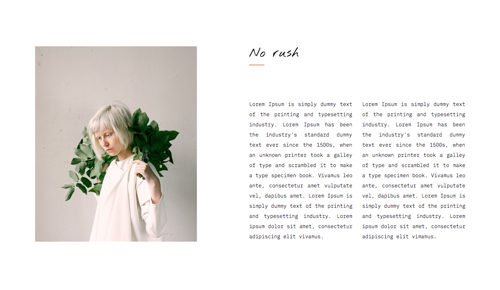 No rush
Lorem Ipsum is simply dummy text
of the printing and typesetting
industry. Lorem Ipsum has been
the industry's standard dummy
text ever since the 1500s, when
an unknown printer took a galley
of type and scrambled it to make
a type specimen book. Vivamus leo
ante, consectetur amet vulputate
vel, dapibus amet. Lorem Ipsum is
simply dummy text of the printing
and typesetting industry. Lorem
ipsum dolor sit amet, consectetur
adipiscing elit vivamus.
Lorem Ipsum is simply dummy text
of the printing and typesetting
industry. Lorem Ipsum has been
the industry's standard dummy
text ever since the 1500s, when
an unknown printer took a galley
of type and scrambled it to make
a type specimen book. Vivamus leo
ante, consectetur amet vulputate
vel, dapibus amet. Lorem Ipsum is
simply dummy text of the printing
and typesetting industry. Lorem
ipsum dolor sit amet, consectetur
adipiscing elit vimamus.